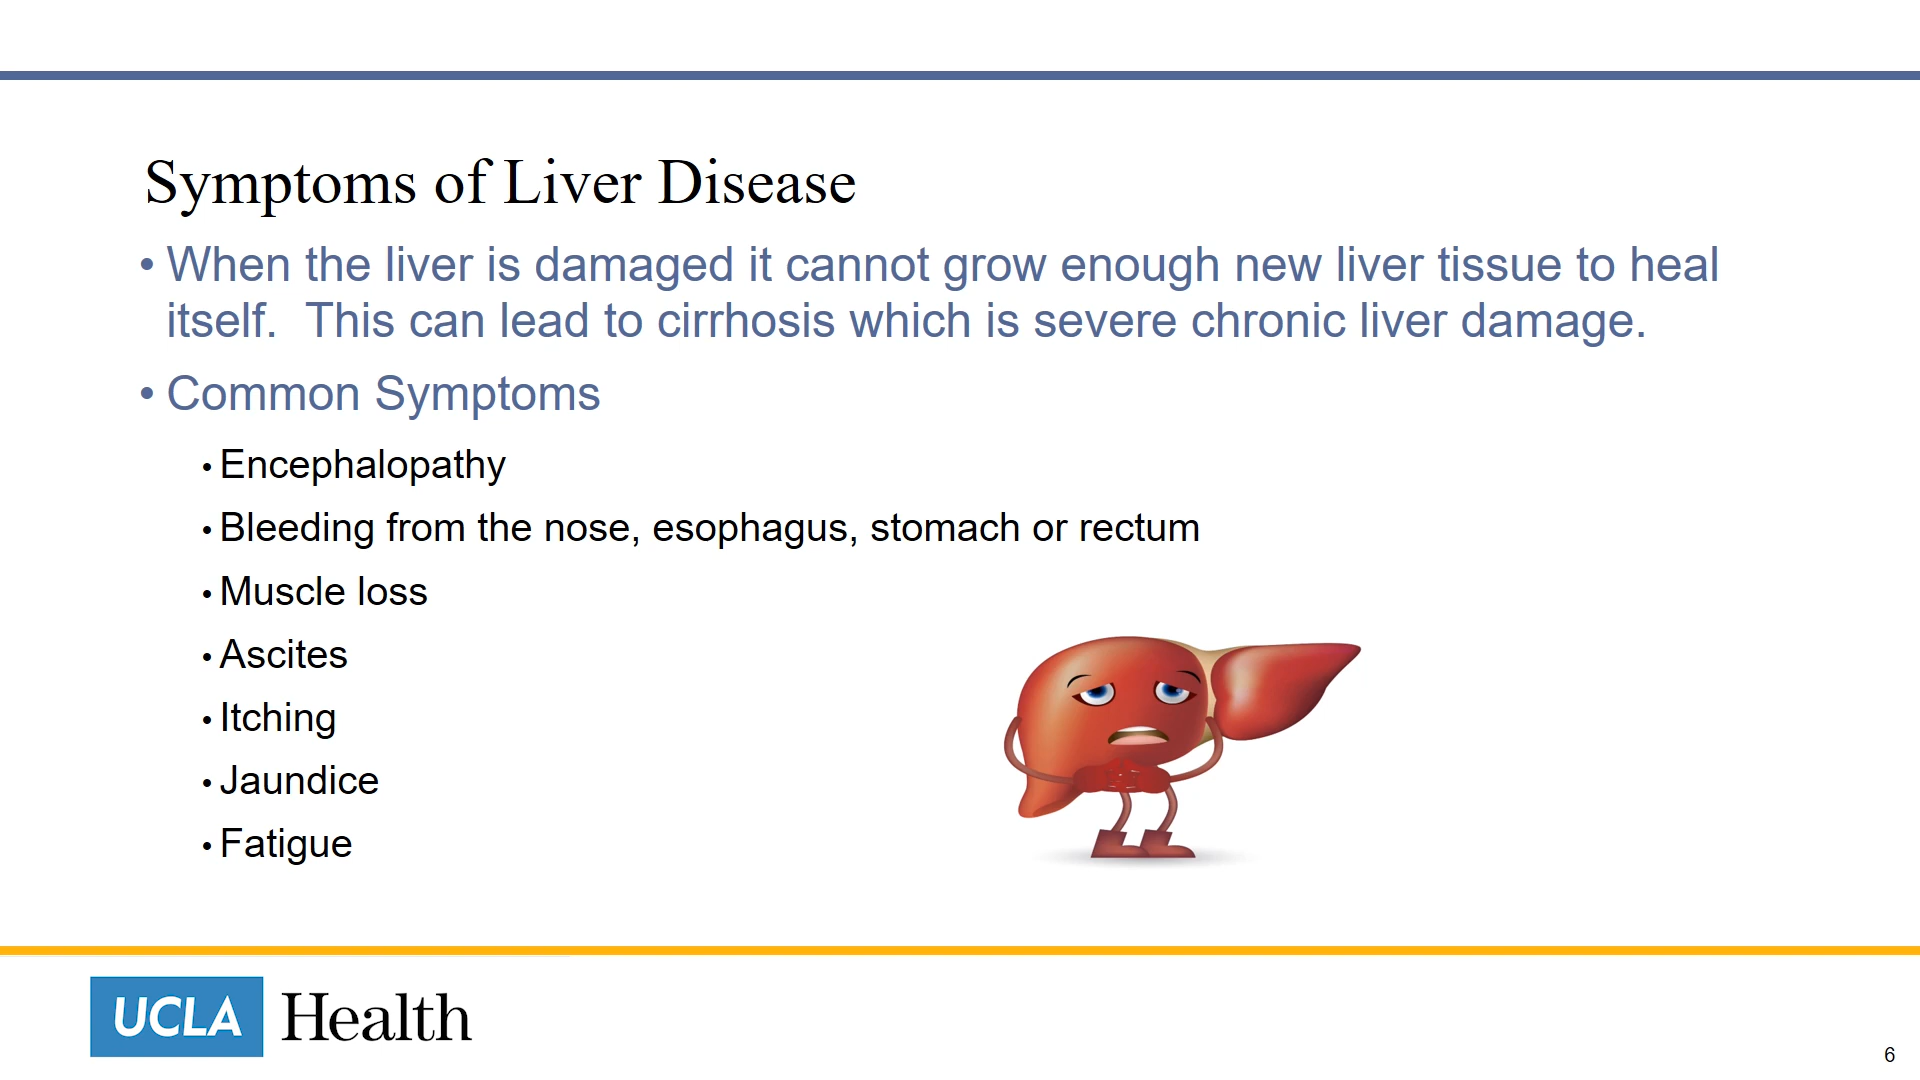 Symptoms of Liver Disease
• When the liver is damaged it cannot grow enough new liver tissue to heal
itself.  This can lead to cirrhosis which is severe chronic liver damage.
• Common Symptoms
• Encephalopathy
• Bleeding from the nose, esophagus, stomach or rectum
• Muscle loss
• Ascites
• Itching
• Jaundice
• Fatigue
UCLA Health
6